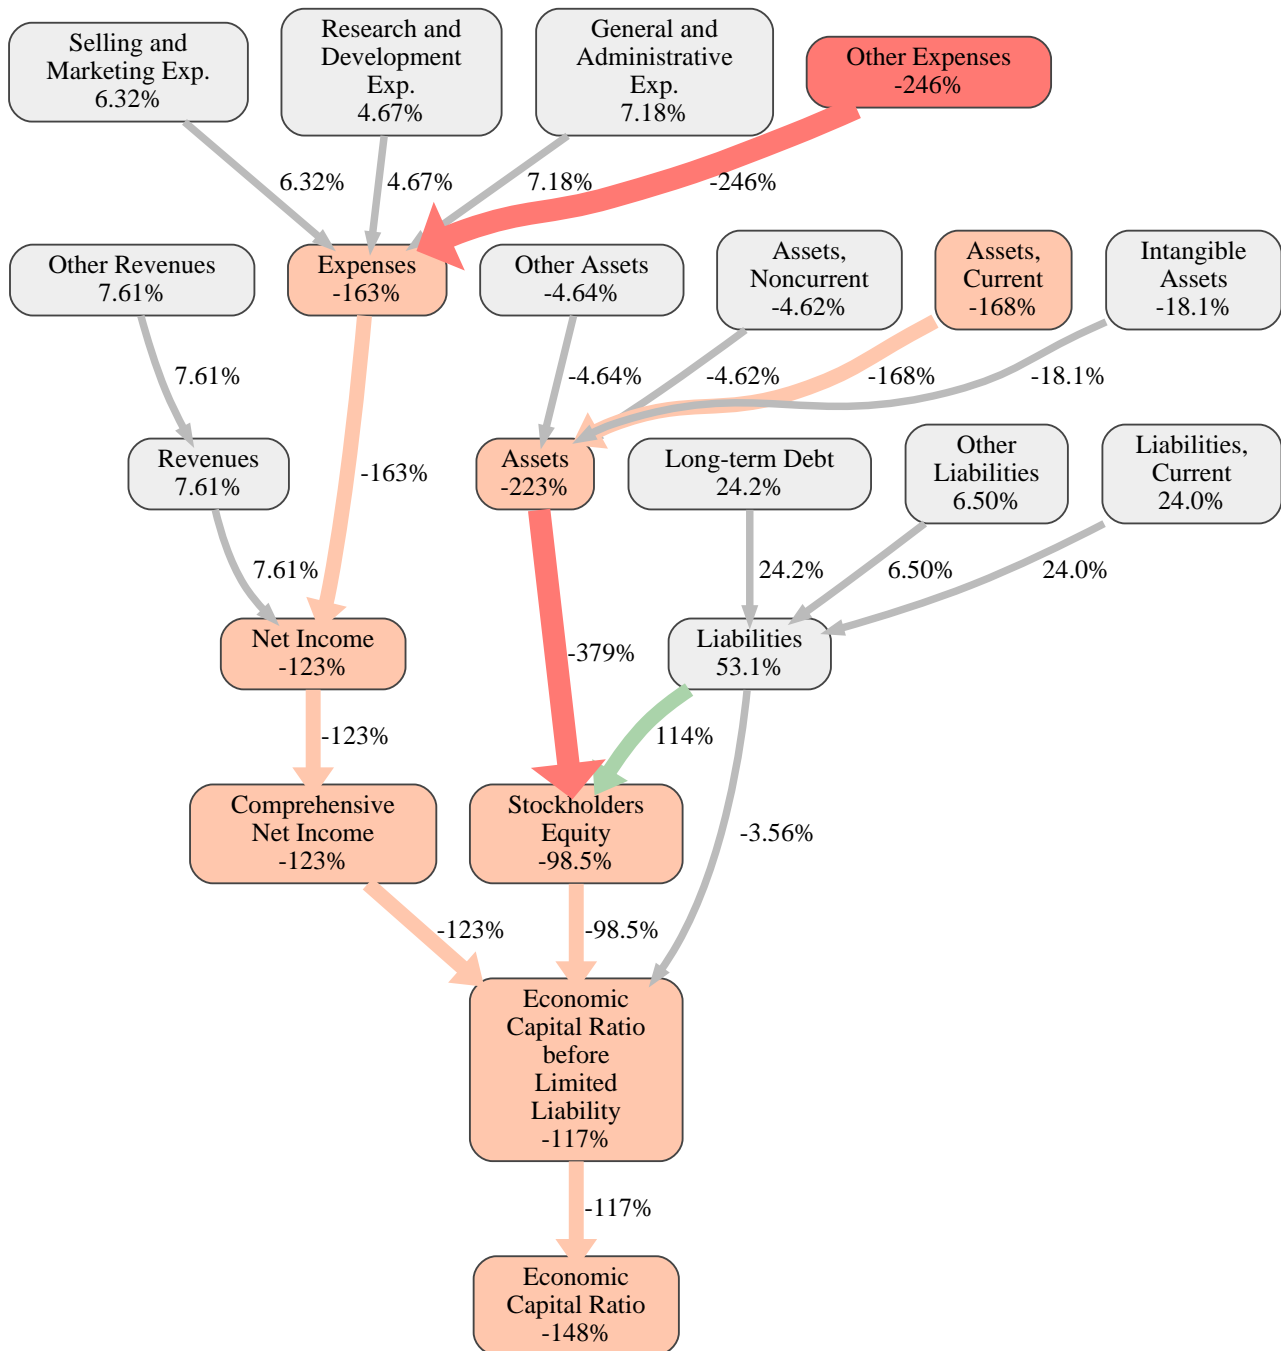 Selling and
Marketing Exp.
6.32%
Research and
Development
Exp.
4.67%
General and
Administrative
Exp.
7.18%
Other Expenses
-246%
6.32%
4.67%
7.18%
-246%
Other Revenues
7.61%
Expenses
-163%
Other Assets
-4.64%
Assets,
Noncurrent
-4.62%
Assets,
Current
-168%
Intangible
Assets
-18.1%
7.61%
-163%
-4.64%
-4.62%
-168%
-18.1%
Revenues
7.61%
Assets
-223%
Long-term Debt
24.2%
Other
Liabilities
6.50%
Liabilities,
Current
24.0%
7.61%
-379%
24.2%
6.50%
24.0%
Net Income
-123%
Liabilities
53.1%
-123%
114%
-3.56%
Comprehensive
Net Income
-123%
Stockholders
Equity
-98.5%
-123%
-98.5%
Economic
Capital Ratio
before
Limited
Liability
-117%
-117%
Economic
Capital Ratio
-148%